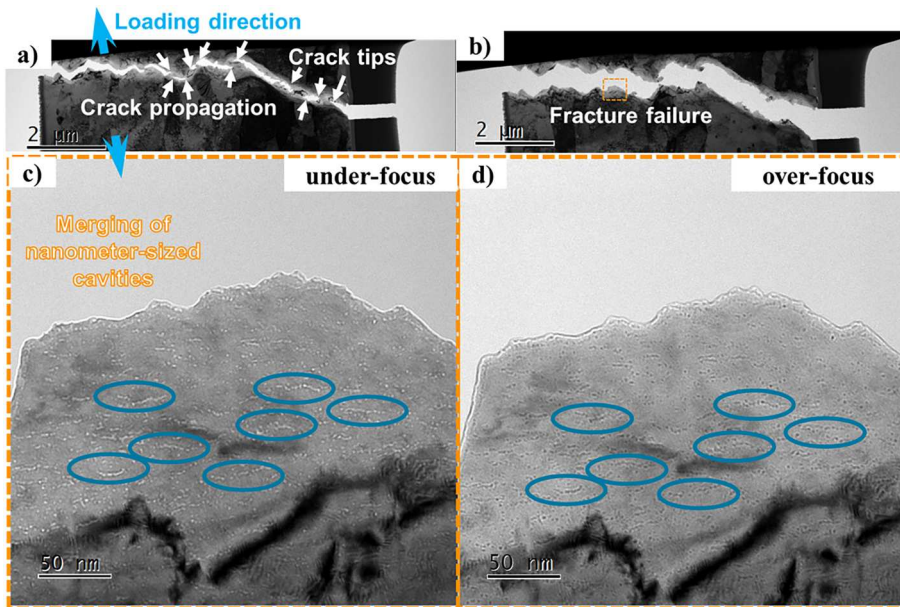 Loading direction
a)
Crack tips
Crack propagation
2 μm
b)
Fracture failure
2 μm
c)
under-focus
Merging of
nanometer-sized
cavities
50 nm
d)
over-focus
50 nm